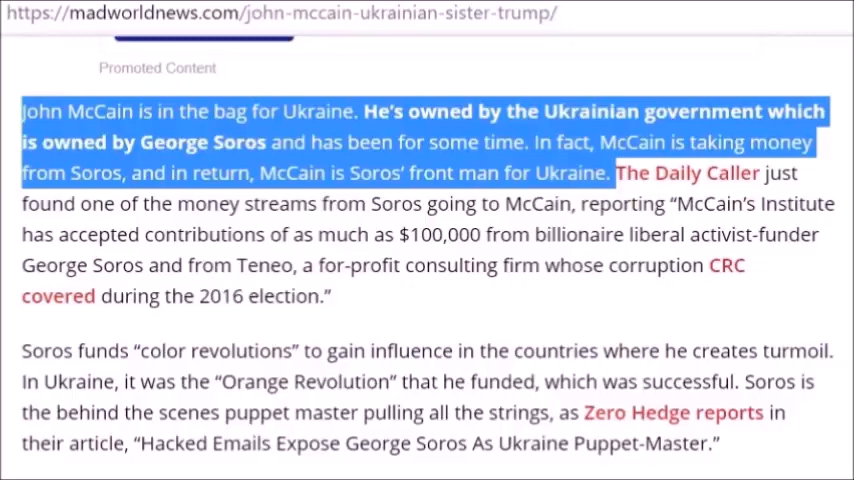 https://madworldnews.com/john-mccain-ukrainian-sister-trump/
Promoted Content
John McCain is in the bag for Ukraine. He's owned by the Ukrainian government which
is owned by George Soros and has been for some time. In fact, McCain is taking money
from Soros, and in return, McCain is Soros' front man for Ukraine. The Daily Caller just
found one of the money streams from Soros going to McCain, reporting “McCain's Institute
has accepted contributions of as much as $100,000 from billionaire liberal activist-funder
George Soros and from Teneo, a for-profit consulting firm whose corruption CRC
covered during the 2016 election.”
Soros funds “color revolutions” to gain influence in the countries where he creates turmoil.
In Ukraine, it was the “Orange Revolution” that he funded, which was successful. Soros is
the behind the scenes puppet master pulling all the strings, as Zero Hedge reports in
their article, “Hacked Emails Expose George Soros As Ukraine Puppet-Master.”